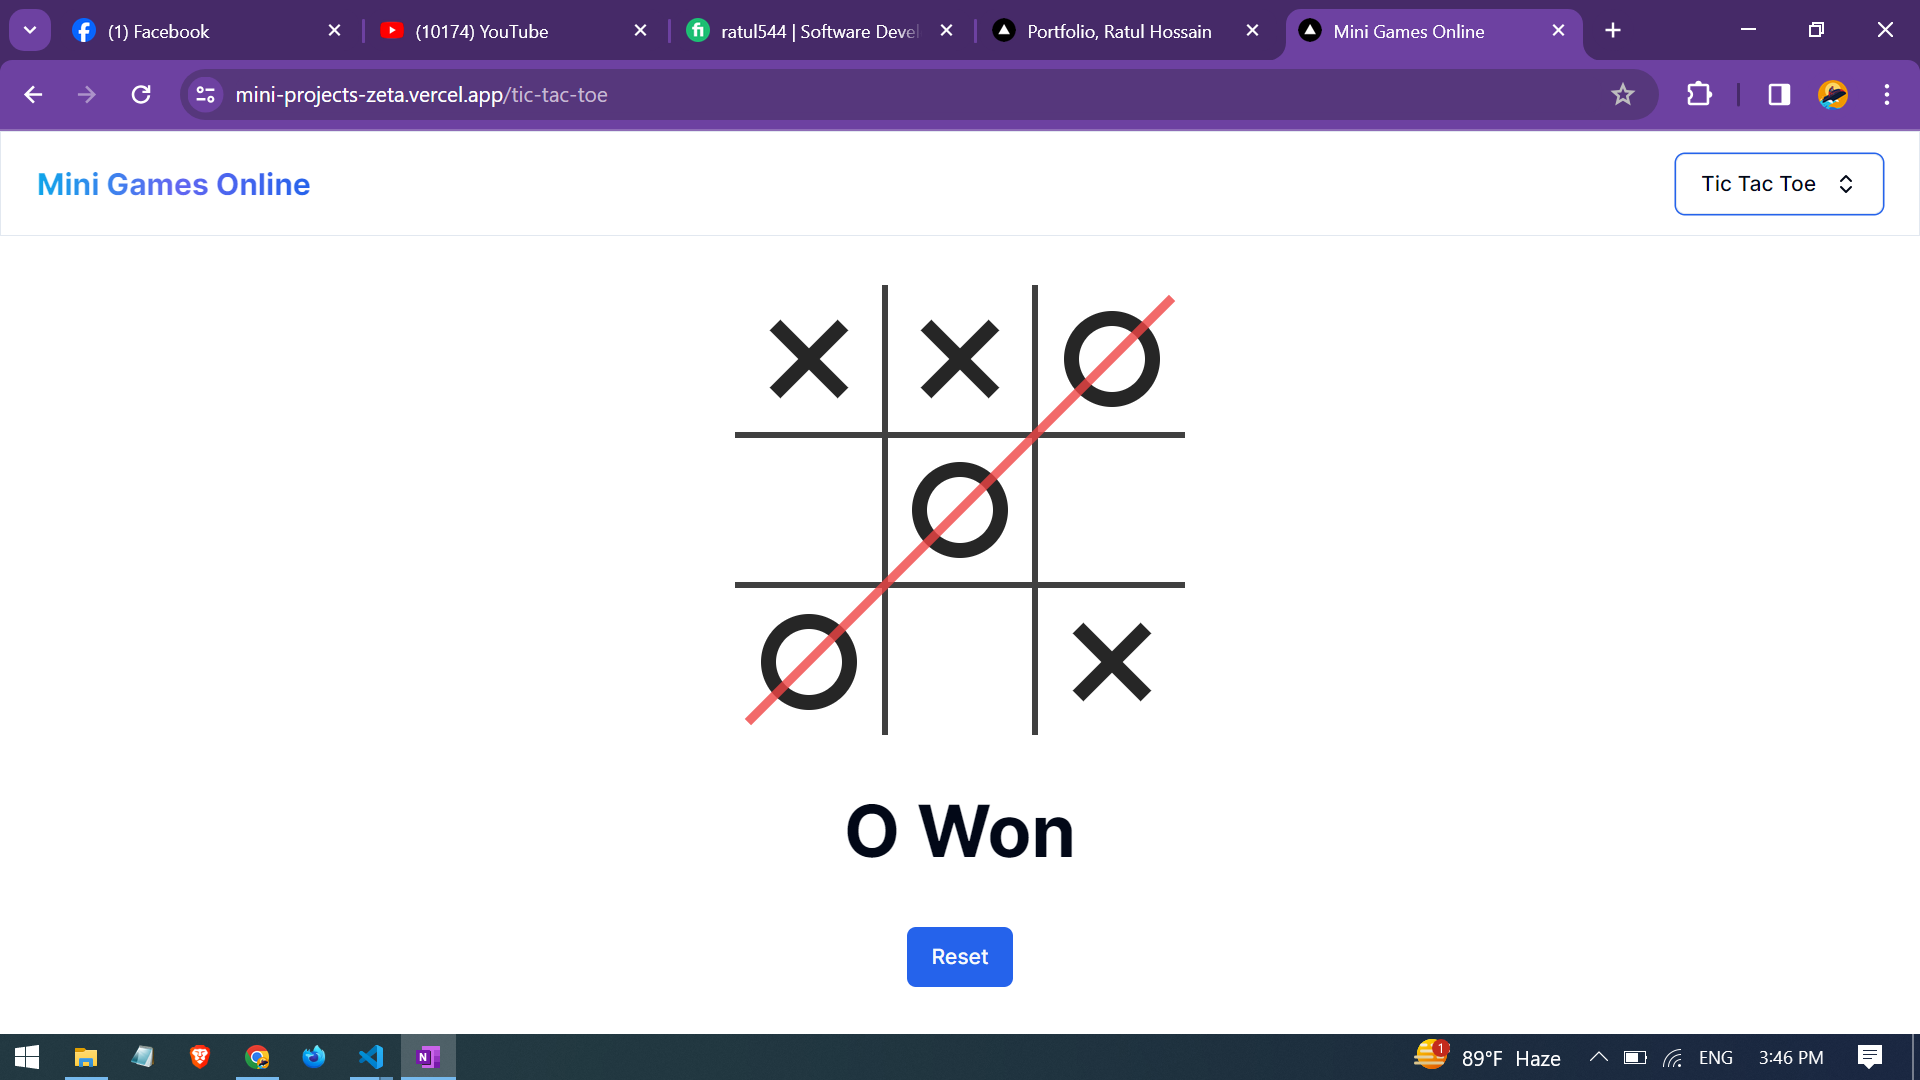 (1) Facebook
(10174) YouTube
ratul544 | Software Devel
Portfolio, Ratul Hossain
Mini Games Online
mini-projects-zeta.vercel.app/tic-tac-toe
Mini Games Online
Tic Tac Toe
X X O
O
O X
O Won
Reset
1
89°F Haze
ENG
3:46 PM